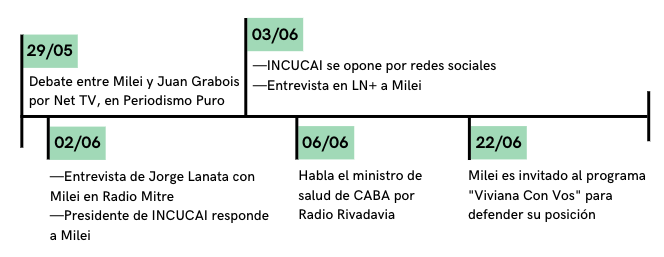 29/05
Debate entre Milei y Juan Grabois
por Net TV, en Periodismo Puro
02/06
—Entrevista de Jorge Lanata con
Milei en Radio Mitre
—Presidente de INCUCAI responde
a Milei
03/06
—INCUCAI se opone por redes sociales
—Entrevista en LN+ a Milei
06/06
Habla el ministro de
salud de CABA por
Radio Rivadavia
22/06
Milei es invitado al programa
"Viviana Con Vos" para
defender su posición